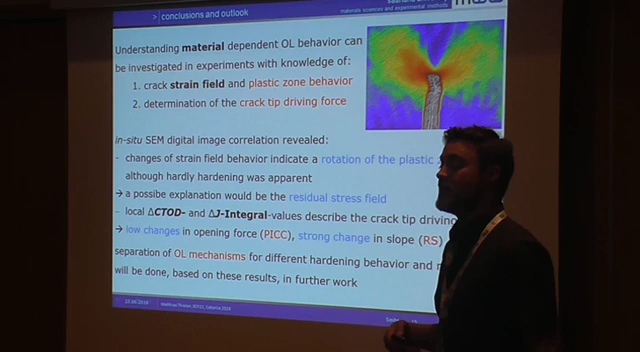 > conclusions and outlook
materials sciences and experimental methods
Understanding material dependent OL behavior can
be investigated in experiments with knowledge of:
1. crack strain field and plastic zone behavior
2. determination of the crack tip driving force
in-situ SEM digital image correlation revealed:
- changes of strain field behavior indicate a rotation of the plastic
although hardly hardening was apparent
→ a possibe explanation would be the residual stress field
- local ΔCTOD- and ΔJ-Integral-values describe the crack tip driving
→ low changes in opening force (PICC), strong change in slope (RS)
separation of OL mechanisms for different hardening behavior and
will be done, based on these results, in further work